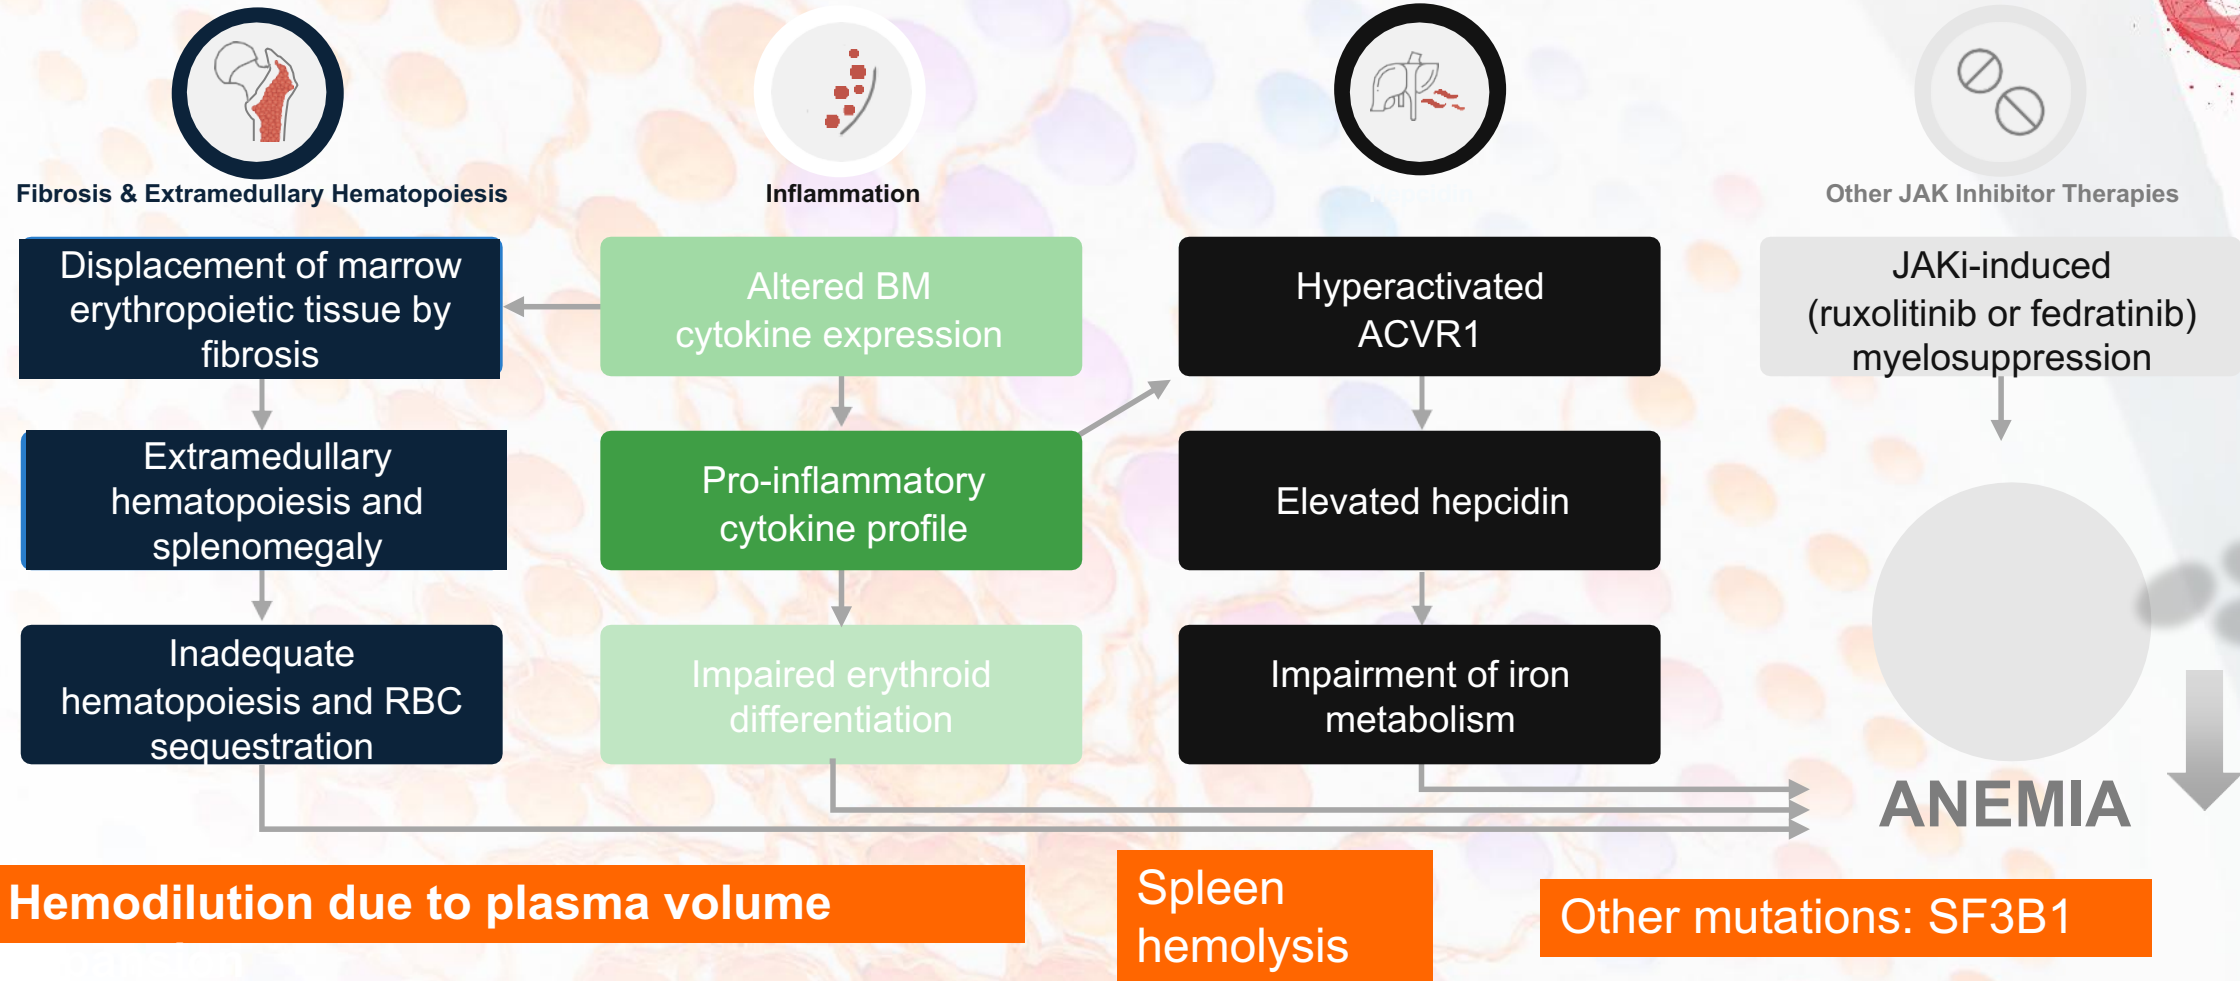 Fibrosis & Extramedullary Hematopoiesis
Inflammation
Other JAK Inhibitor Therapies
Displacement of marrow
erythropoietic tissue by
fibrosis
Extramedullary
hematopoiesis and
splenomegaly
Inadequate
hematopoiesis and RBC
sequestration
Altered BM
cytokine expression
Pro-inflammatory
cytokine profile
Impaired erythroid
differentiation
Hyperactivated
ACVR1
Elevated hepcidin
Impairment of iron
metabolism
JAKi-induced
(ruxolitinib or fedratinib)
myelosuppression
ANEMIA
Hemodilution due to plasma volume
Spleen
hemolysis
Other mutations: SF3B1